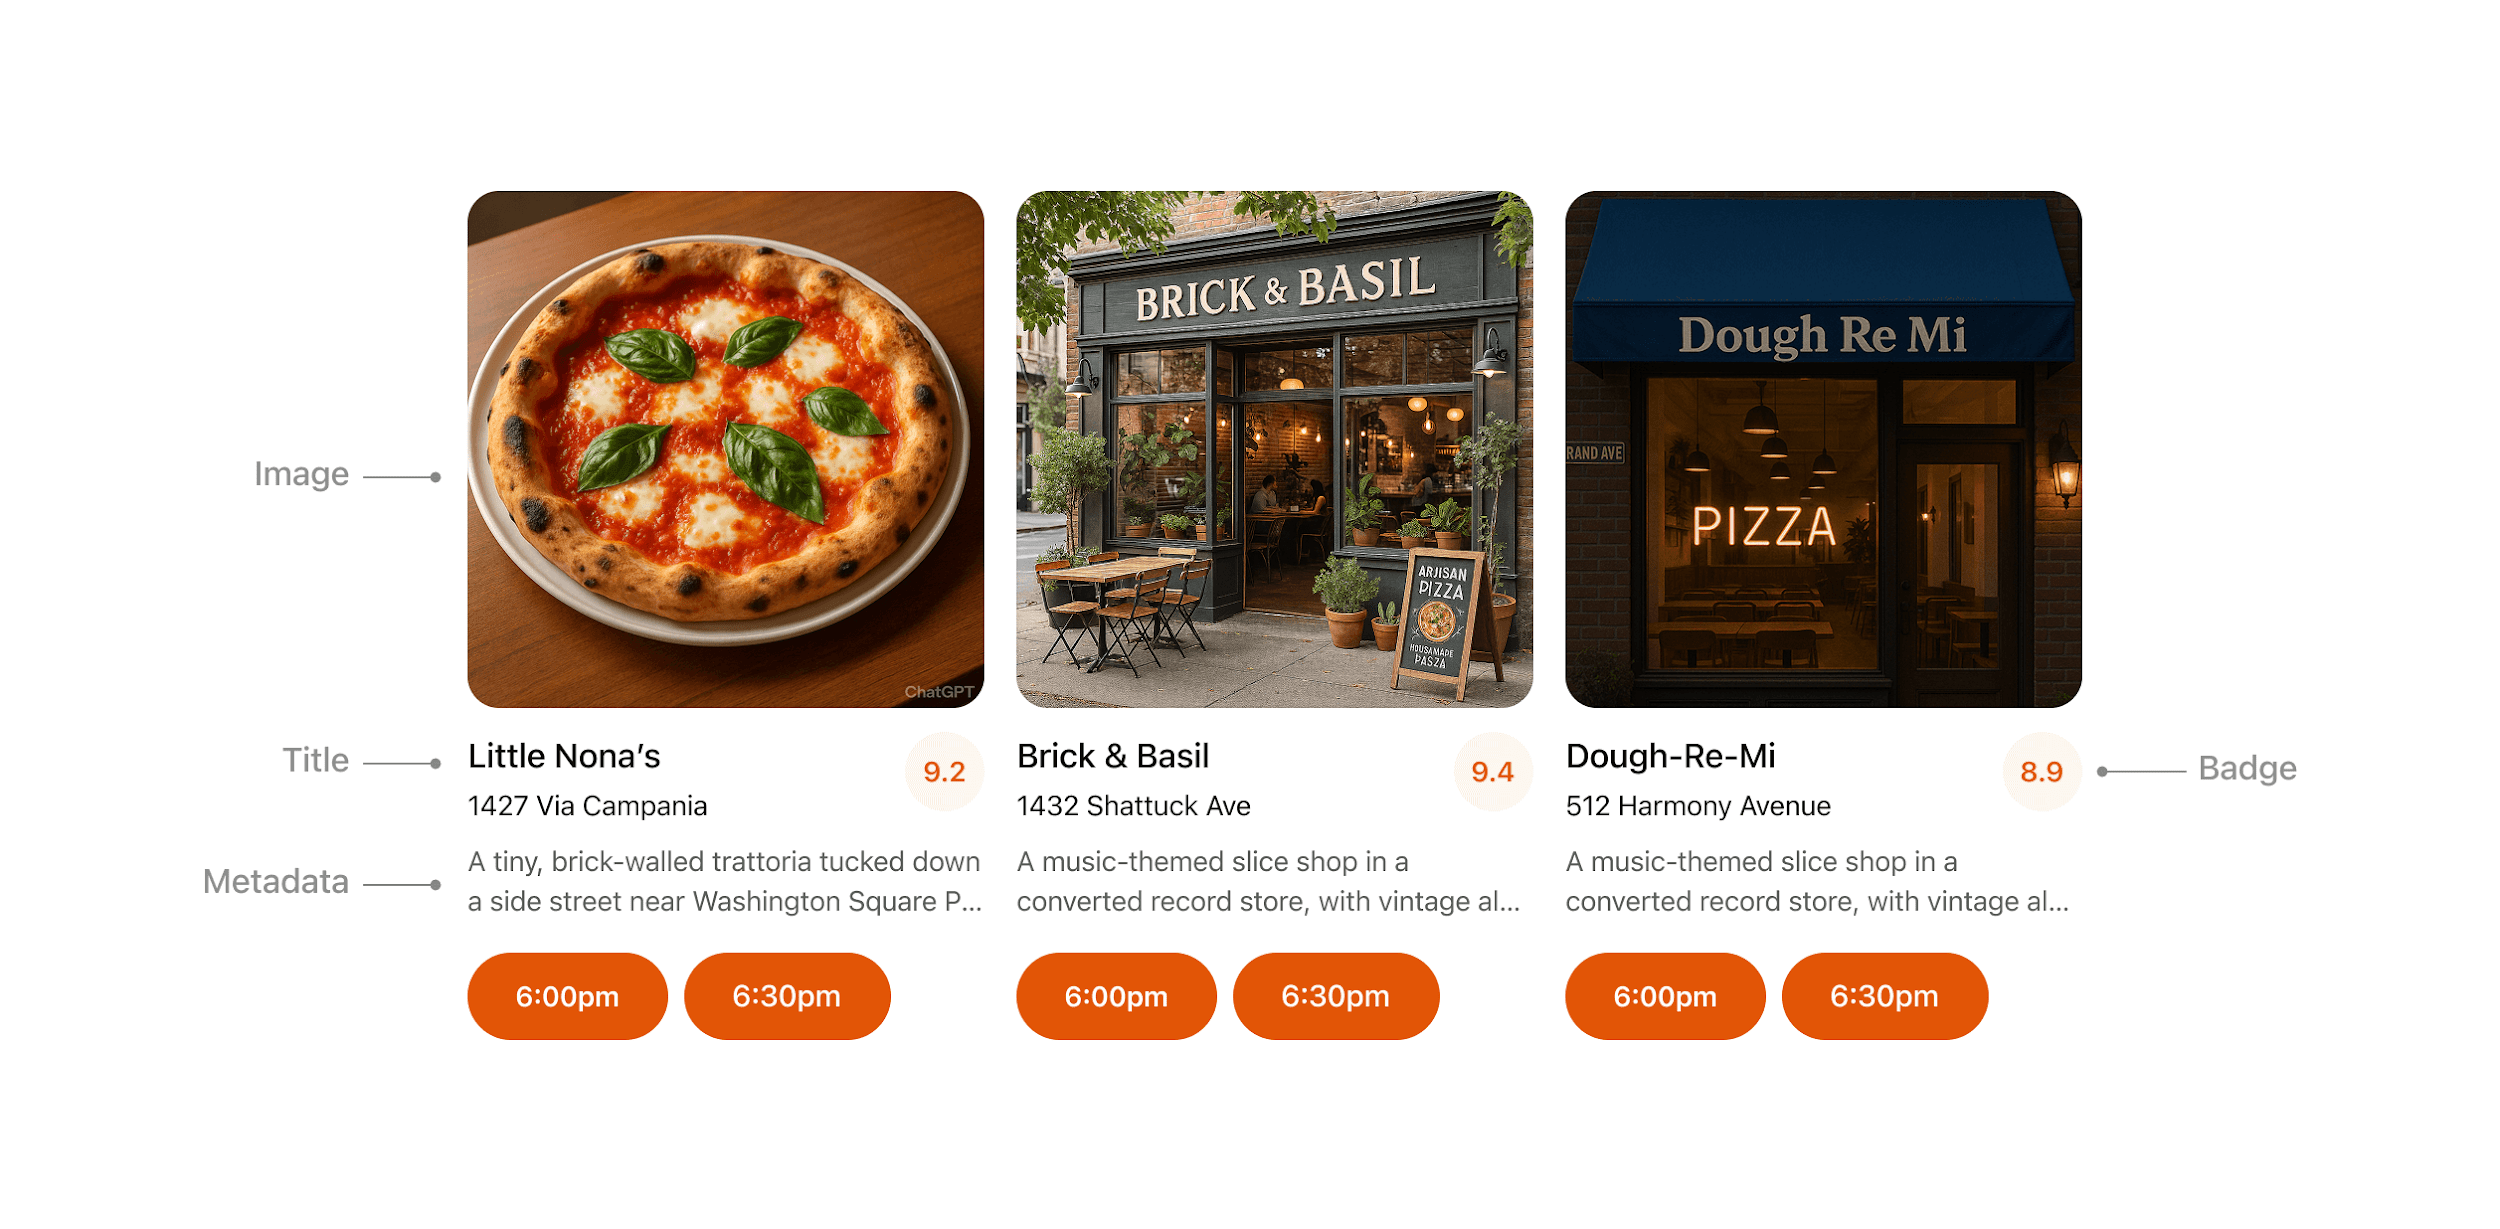 BRICK & BASIL
Dough Re Mi
RAND AVE
PIZZA
ARJISAN
PIZZA
HOUSAMADE
PASZA
ChatGPT
Image
Title
Metadata
Badge
Little Nona’s
9.2
1427 Via Campania
A tiny, brick-walled trattoria tucked down
a side street near Washington Square P...
6:00pm
6:30pm
Brick & Basil
9.4
1432 Shattuck Ave
A music-themed slice shop in a
converted record store, with vintage al...
6:00pm
6:30pm
Dough-Re-Mi
8.9
512 Harmony Avenue
A music-themed slice shop in a
converted record store, with vintage al...
6:00pm
6:30pm